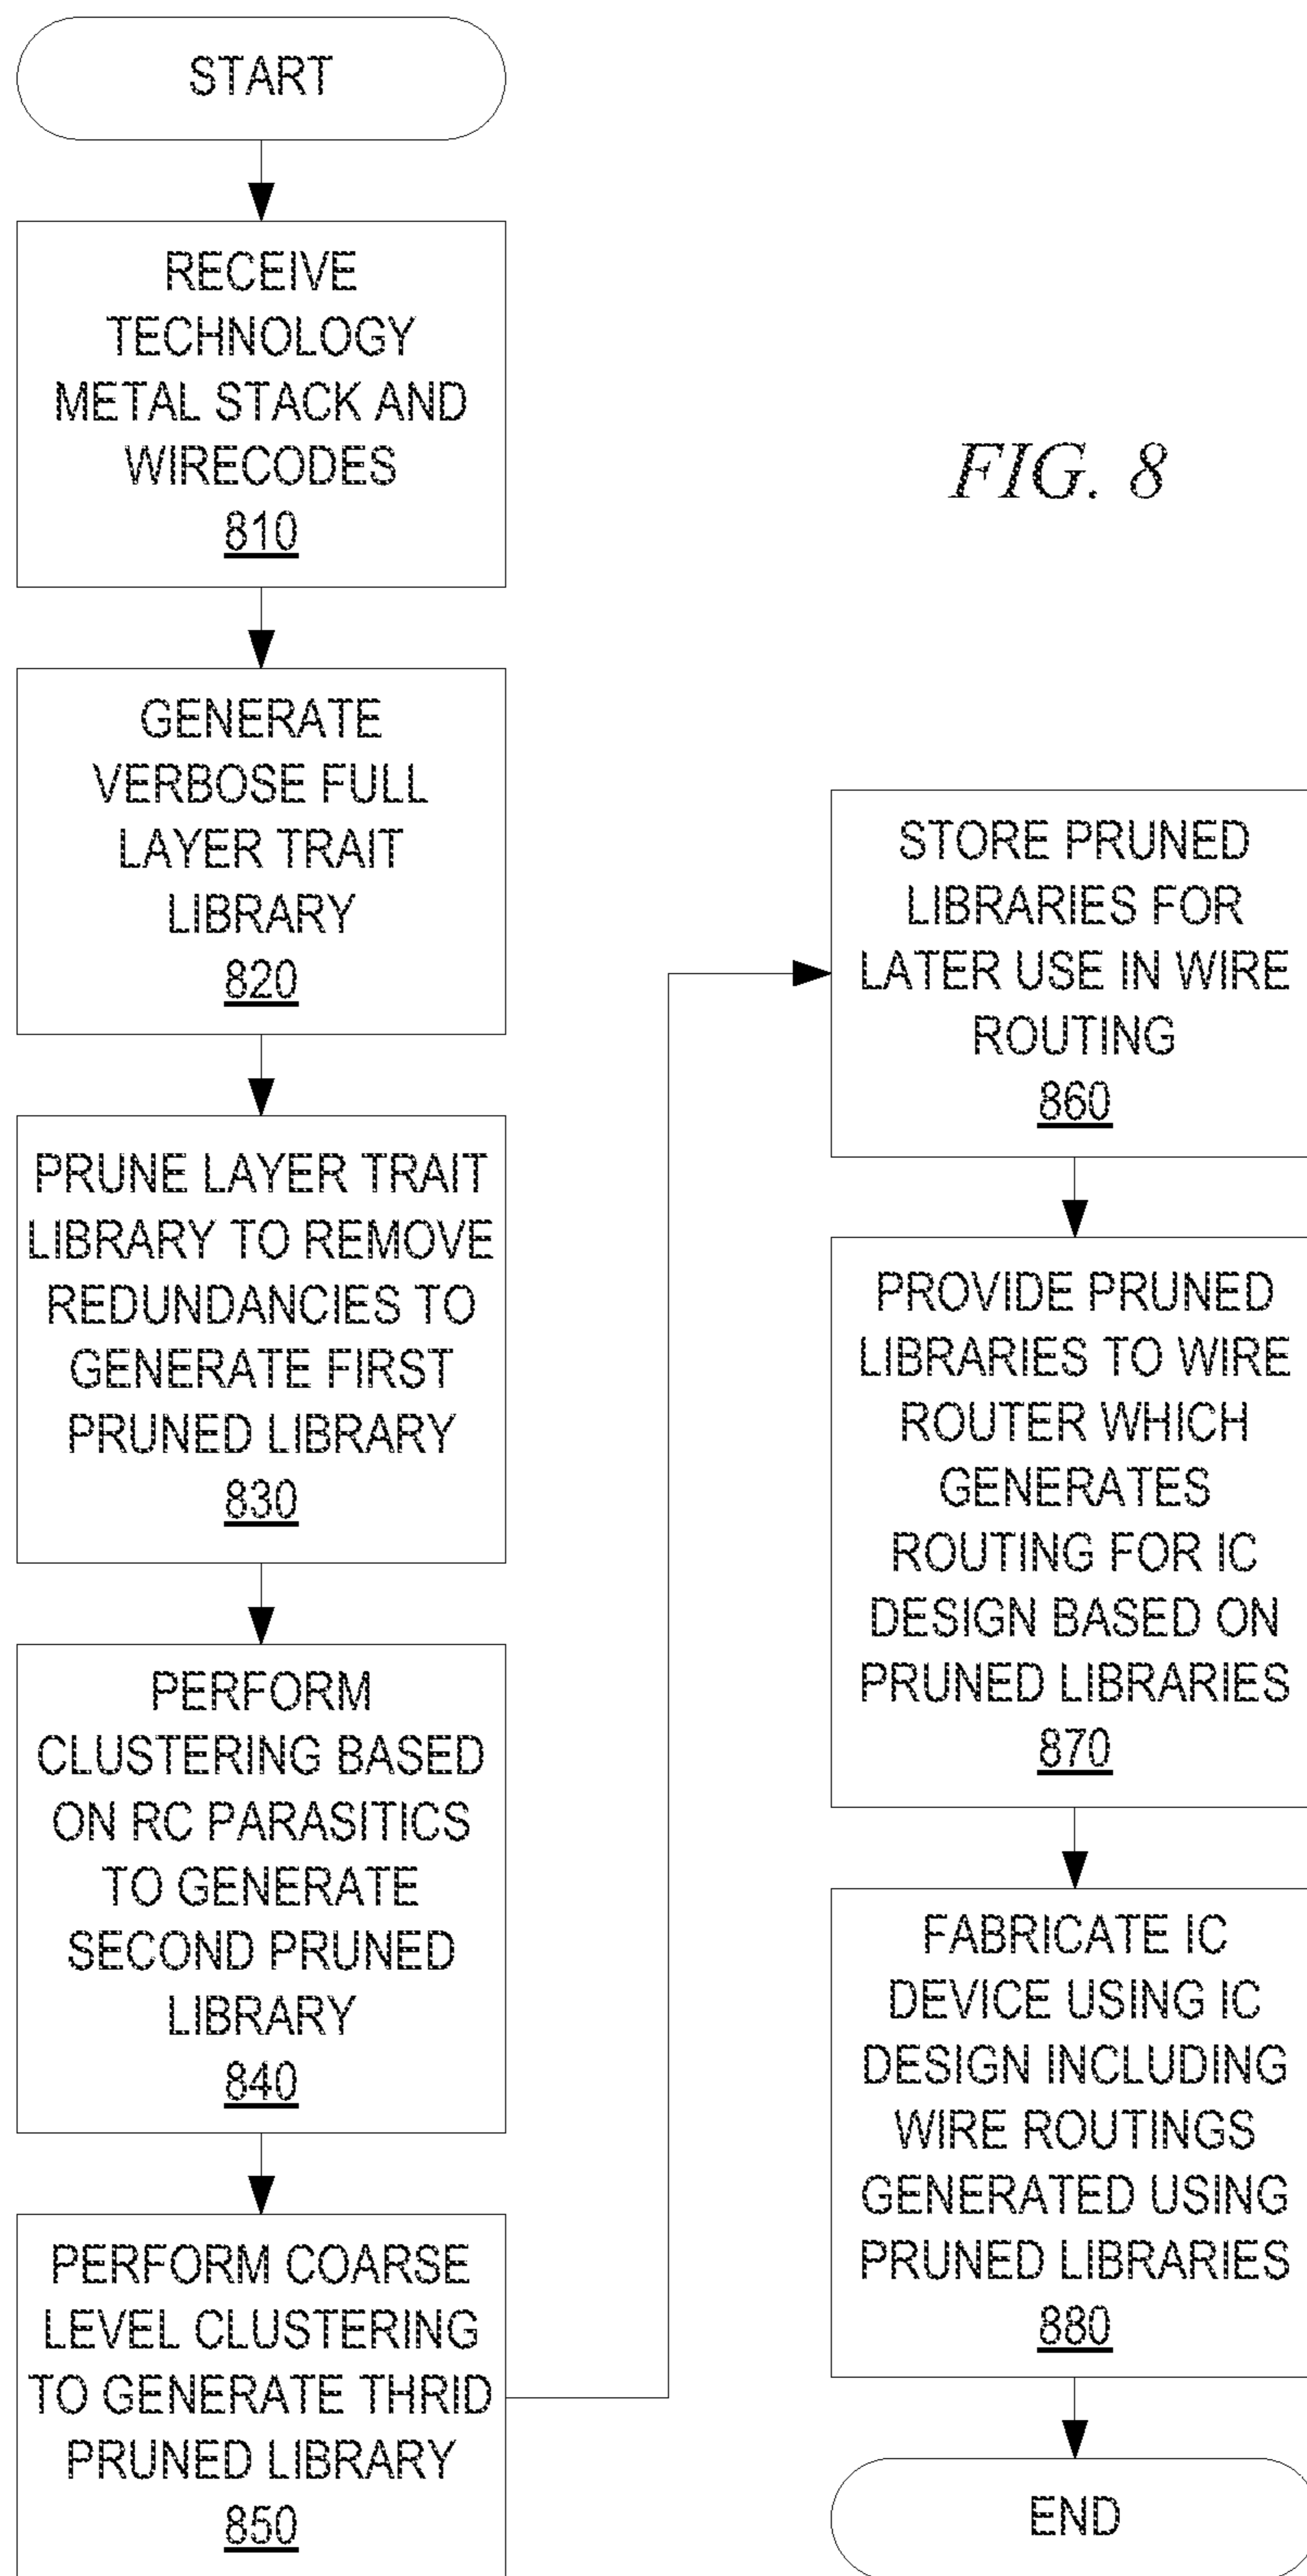 START
RECEIVE
TECHNOLOGY
METAL STACK AND
WIRECODES
810
GENERATE
VERBOSE FULL
LAYER TRAIT
LIBRARY
820
PRUNE LAYER TRAIT
LIBRARY TO REMOVE
REDUNDANCIES TO
GENERATE FIRST
PRUNED LIBRARY
830
PERFORM
CLUSTERING BASED
ON RC PARASITICS
TO GENERATE
SECOND PRUNED
LIBRARY
840
PERFORM COARSE
LEVEL CLUSTERING
TO GENERATE THRID
PRUNED LIBRARY
850
FIG. 8
STORE PRUNED
LIBRARIES FOR
LATER USE IN WIRE
ROUTING
860
PROVIDE PRUNED
LIBRARIES TO WIRE
ROUTER WHICH
GENERATES
ROUTING FOR IC
DESIGN BASED ON
PRUNED LIBRARIES
870
FABRICATE IC
DEVICE USING IC
DESIGN INCLUDING
WIRE ROUTINGS
GENERATED USING
PRUNED LIBRARIES
880
END